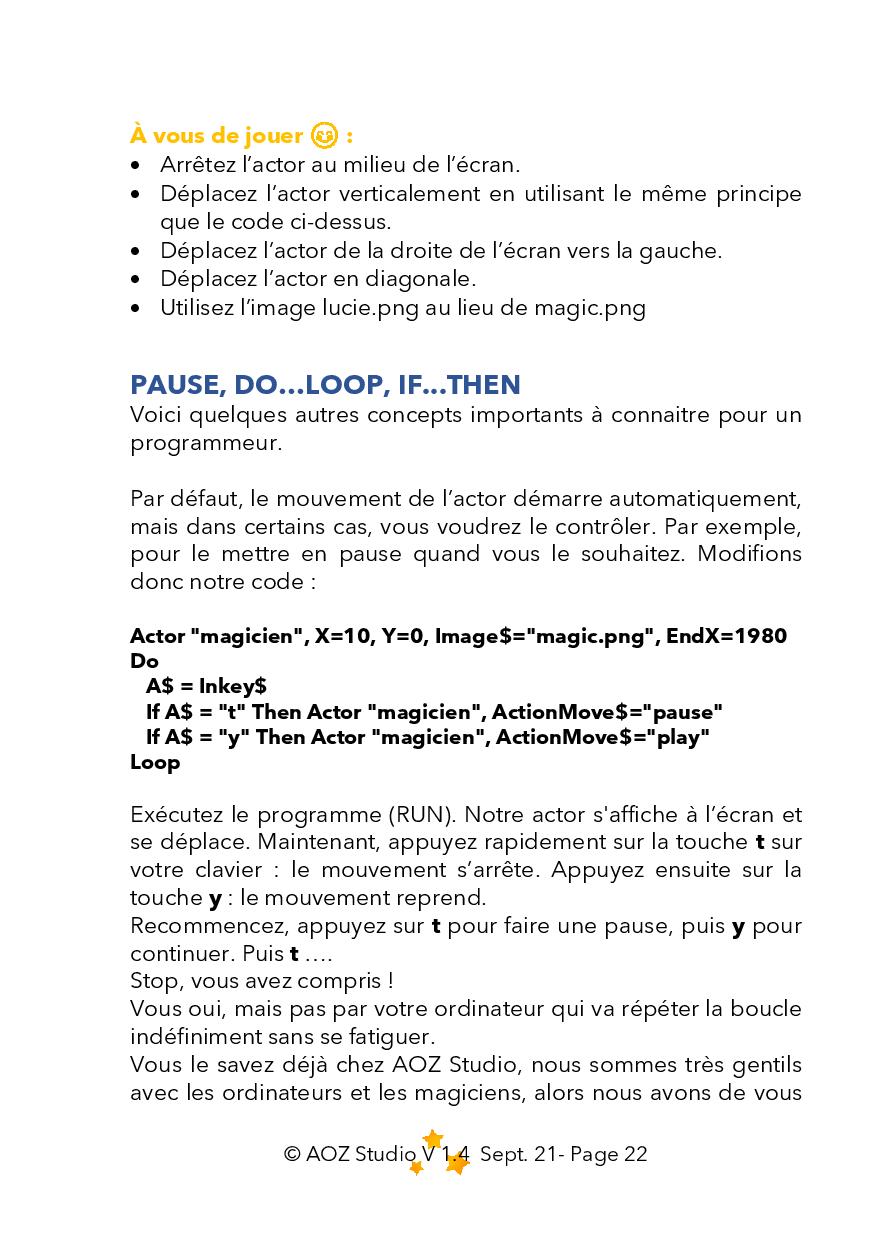 À vous de jouer 😊 :
• Arrêtez l’actor au milieu de l’écran.
• Déplacez l’actor verticalement en utilisant le même principe
que le code ci-dessus.
• Déplacez l’actor de la droite de l’écran vers la gauche.
• Déplacez l’actor en diagonale.
• Utilisez l’image lucie.png au lieu de magic.png
PAUSE, DO…LOOP, IF…THEN
Voici quelques autres concepts importants à connaitre pour un
programmeur.
Par défaut, le mouvement de l’actor démarre automatiquement,
mais dans certains cas, vous voudrez le contrôler. Par exemple,
pour le mettre en pause quand vous le souhaitez. Modifions
donc notre code :
Actor "magicien", X=10, Y=0, Image$="magic.png", EndX=1980
Do
A$ = Inkey$
If A$ = "t" Then Actor "magicien", ActionMove$="pause"
If A$ = "y" Then Actor "magicien", ActionMove$="play"
Loop
Exécutez le programme (RUN). Notre actor s'affiche à l’écran et
se déplace. Maintenant, appuyez rapidement sur la touche t sur
votre clavier : le mouvement s’arrête. Appuyez ensuite sur la
touche y : le mouvement reprend.
Recommencez, appuyez sur t pour faire une pause, puis y pour
continuer. Puis t ….
Stop, vous avez compris !
Vous oui, mais pas par votre ordinateur qui va répéter la boucle
indéfiniment sans se fatiguer.
Vous le savez déjà chez AOZ Studio, nous sommes très gentils
avec les ordinateurs et les magiciens, alors nous avons de vous
© AOZ Studio V 1.4 Sept. 21- Page 22